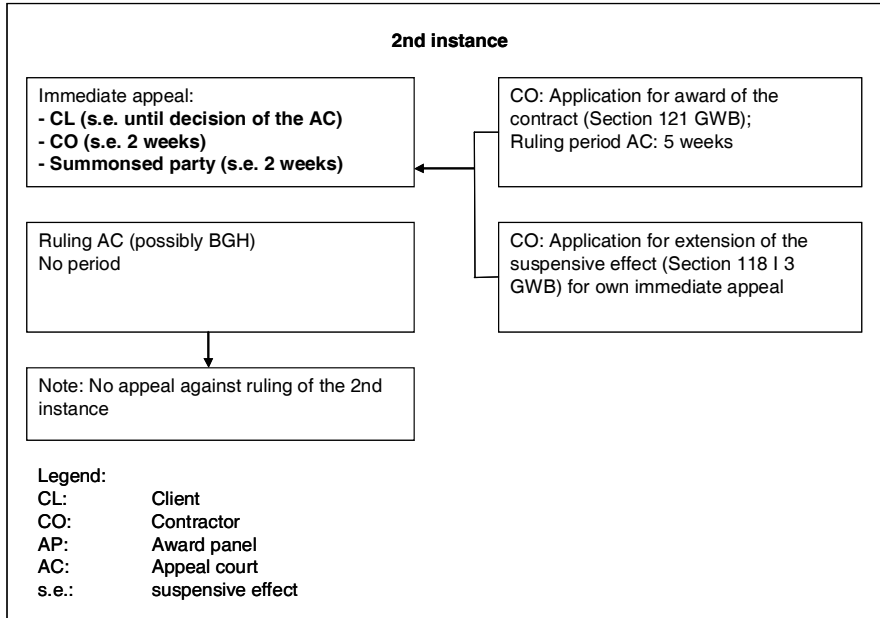 2nd instance
Immediate appeal:
- CL (s.e. until decision of the AC)
- CO (s.e. 2 weeks)
- Summonsed party (s.e. 2 weeks)
CO: Application for award of the
contract (Section 121 GWB);
Ruling period AC: 5 weeks
Ruling AC (possibly BGH)
No period
CO: Application for extension of the
suspensive effect (Section 118 I 3
GWB) for own immediate appeal
Note: No appeal against ruling of the 2nd
instance
Legend:
CL: Client
CO: Contractor
AP: Award panel
AC: Appeal court
s.e.: suspensive effect